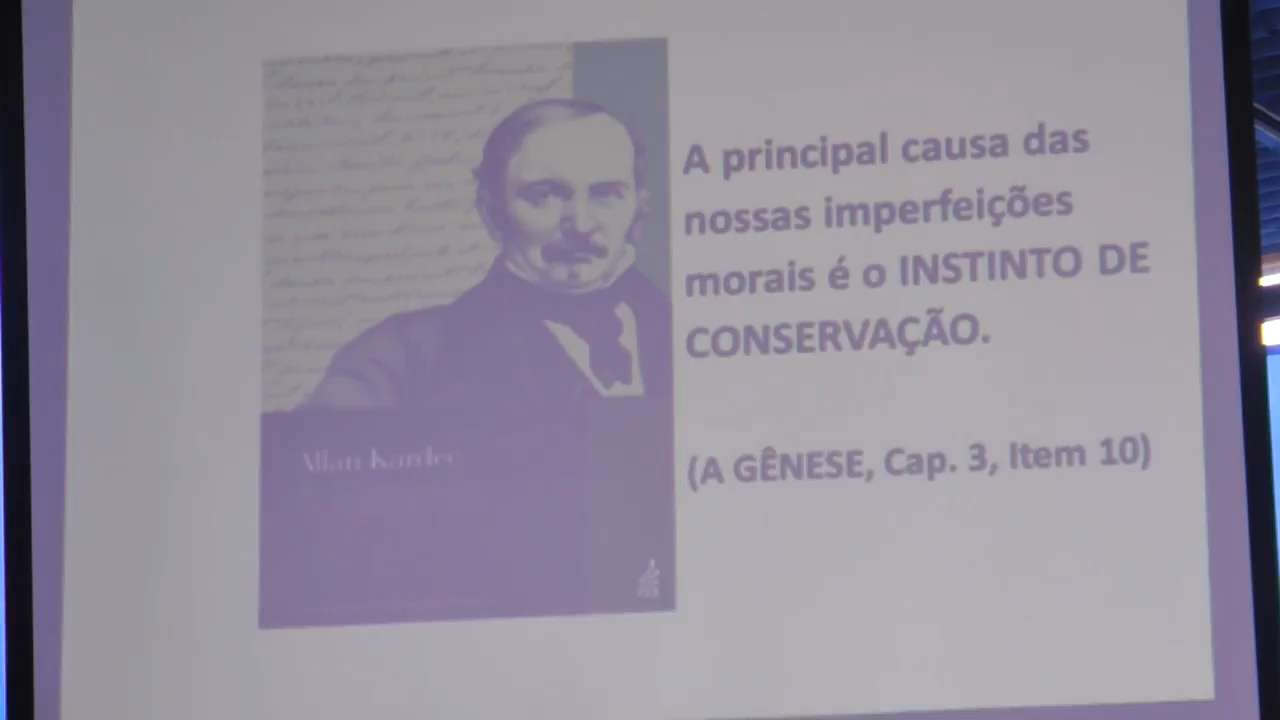 A principal causa das
nossas imperfeições
morais é o INSTINTO DE
CONSERVAÇÃO.
(A GÊNESE, Cap. 3, Item 10)
Allan Kardec